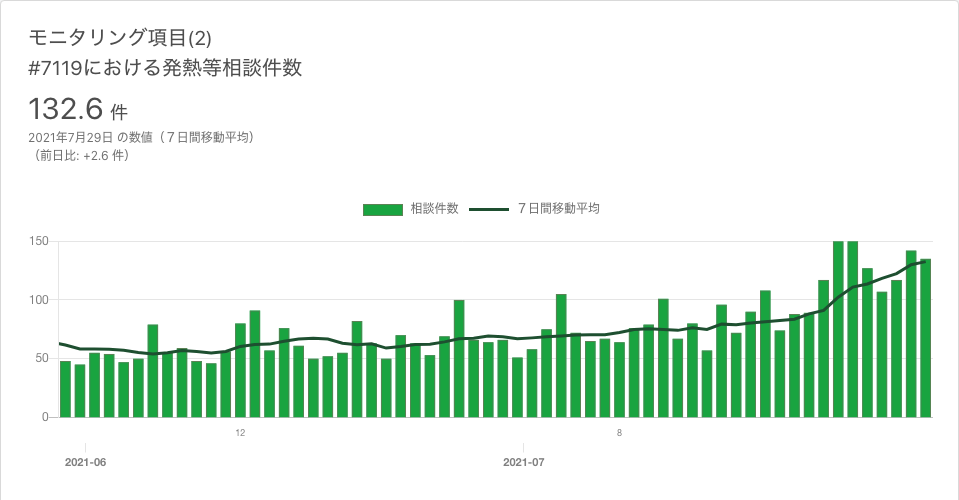 モニタリング項目(2)
#7119における発熱等相談件数
132.6 件
2021年7月29日 の数値（７日間移動平均）
（前日比: +2.6 件）
相談件数 ７日間移動平均
150
100
50
0
12 8
2021-06 2021-07